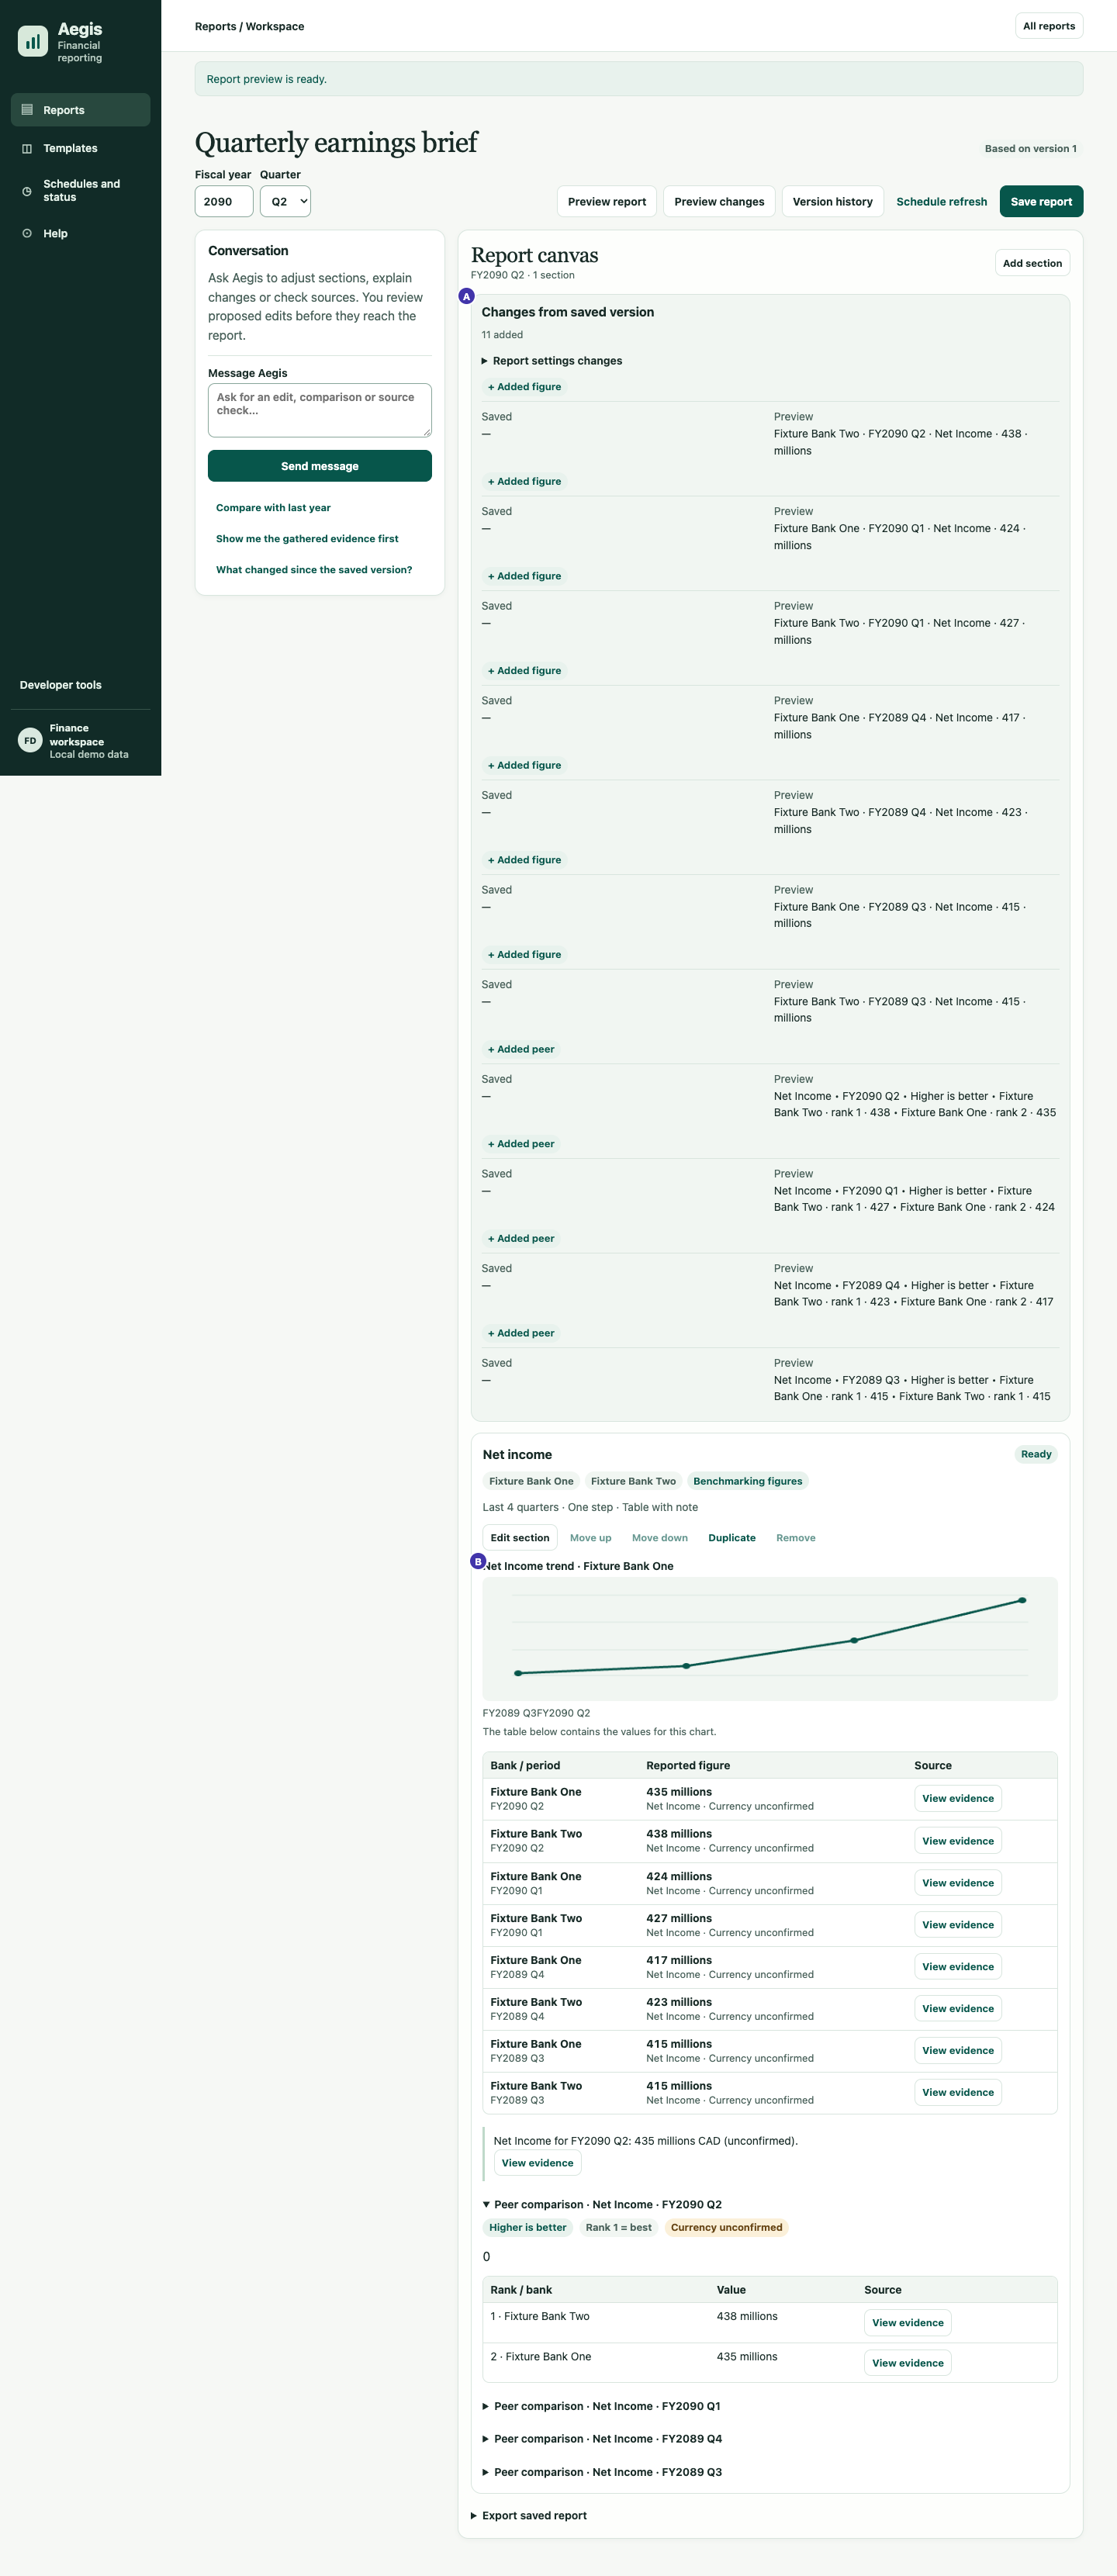 Aegis
Financial
reporting
Reports
Templates
Schedules and
status
Help
Developer tools
FD
Finance
workspace
Local demo data
Reports / Workspace
All reports
Report preview is ready.
Quarterly earnings brief
Based on version 1
Fiscal year Quarter
2090 Q2
Preview report Preview changes Version history Schedule refresh Save report
Conversation
Ask Aegis to adjust sections, explain
changes or check sources. You review
proposed edits before they reach the
report.
Message Aegis
Ask for an edit, comparison or source
check...
Send message
Compare with last year
Show me the gathered evidence first
What changed since the saved version?
Report canvas
FY2090 Q2 · 1 section
Add section
A
Changes from saved version
11 added
Report settings changes
+ Added figure
Saved Preview
— Fixture Bank Two · FY2090 Q2 · Net Income · 438 ·
millions
+ Added figure
Saved Preview
— Fixture Bank One · FY2090 Q1 · Net Income · 424 ·
millions
+ Added figure
Saved Preview
— Fixture Bank Two · FY2090 Q1 · Net Income · 427 ·
millions
+ Added figure
Saved Preview
— Fixture Bank One · FY2089 Q4 · Net Income · 417 ·
millions
+ Added figure
Saved Preview
— Fixture Bank Two · FY2089 Q4 · Net Income · 423 ·
millions
+ Added figure
Saved Preview
— Fixture Bank One · FY2089 Q3 · Net Income · 415 ·
millions
+ Added figure
Saved Preview
— Fixture Bank Two · FY2089 Q3 · Net Income · 415 ·
millions
+ Added peer
Saved Preview
— Net Income • FY2090 Q2 • Higher is better • Fixture
Bank Two · rank 1 · 438 • Fixture Bank One · rank 2 · 435
+ Added peer
Saved Preview
— Net Income • FY2090 Q1 • Higher is better • Fixture
Bank Two · rank 1 · 427 • Fixture Bank One · rank 2 · 424
+ Added peer
Saved Preview
— Net Income • FY2089 Q4 • Higher is better • Fixture
Bank Two · rank 1 · 423 • Fixture Bank One · rank 2 · 417
+ Added peer
Saved Preview
— Net Income • FY2089 Q3 • Higher is better • Fixture
Bank One · rank 1 · 415 • Fixture Bank Two · rank 1 · 415
Net income
Ready
Fixture Bank One Fixture Bank Two Benchmarking figures
Last 4 quarters · One step · Table with note
Edit section Move up Move down Duplicate Remove
B
Net Income trend · Fixture Bank One
FY2089 Q3FY2090 Q2
The table below contains the values for this chart.
Bank / period Reported figure Source
Fixture Bank One 435 millions View evidence
FY2090 Q2 Net Income · Currency unconfirmed
Fixture Bank Two 438 millions View evidence
FY2090 Q2 Net Income · Currency unconfirmed
Fixture Bank One 424 millions View evidence
FY2090 Q1 Net Income · Currency unconfirmed
Fixture Bank Two 427 millions View evidence
FY2090 Q1 Net Income · Currency unconfirmed
Fixture Bank One 417 millions View evidence
FY2089 Q4 Net Income · Currency unconfirmed
Fixture Bank Two 423 millions View evidence
FY2089 Q4 Net Income · Currency unconfirmed
Fixture Bank One 415 millions View evidence
FY2089 Q3 Net Income · Currency unconfirmed
Fixture Bank Two 415 millions View evidence
FY2089 Q3 Net Income · Currency unconfirmed
Net Income for FY2090 Q2: 435 millions CAD (unconfirmed).
View evidence
Peer comparison · Net Income · FY2090 Q2
Higher is better Rank 1 = best Currency unconfirmed
0
Rank / bank Value Source
1 · Fixture Bank Two 438 millions View evidence
2 · Fixture Bank One 435 millions View evidence
Peer comparison · Net Income · FY2090 Q1
Peer comparison · Net Income · FY2089 Q4
Peer comparison · Net Income · FY2089 Q3
Export saved report